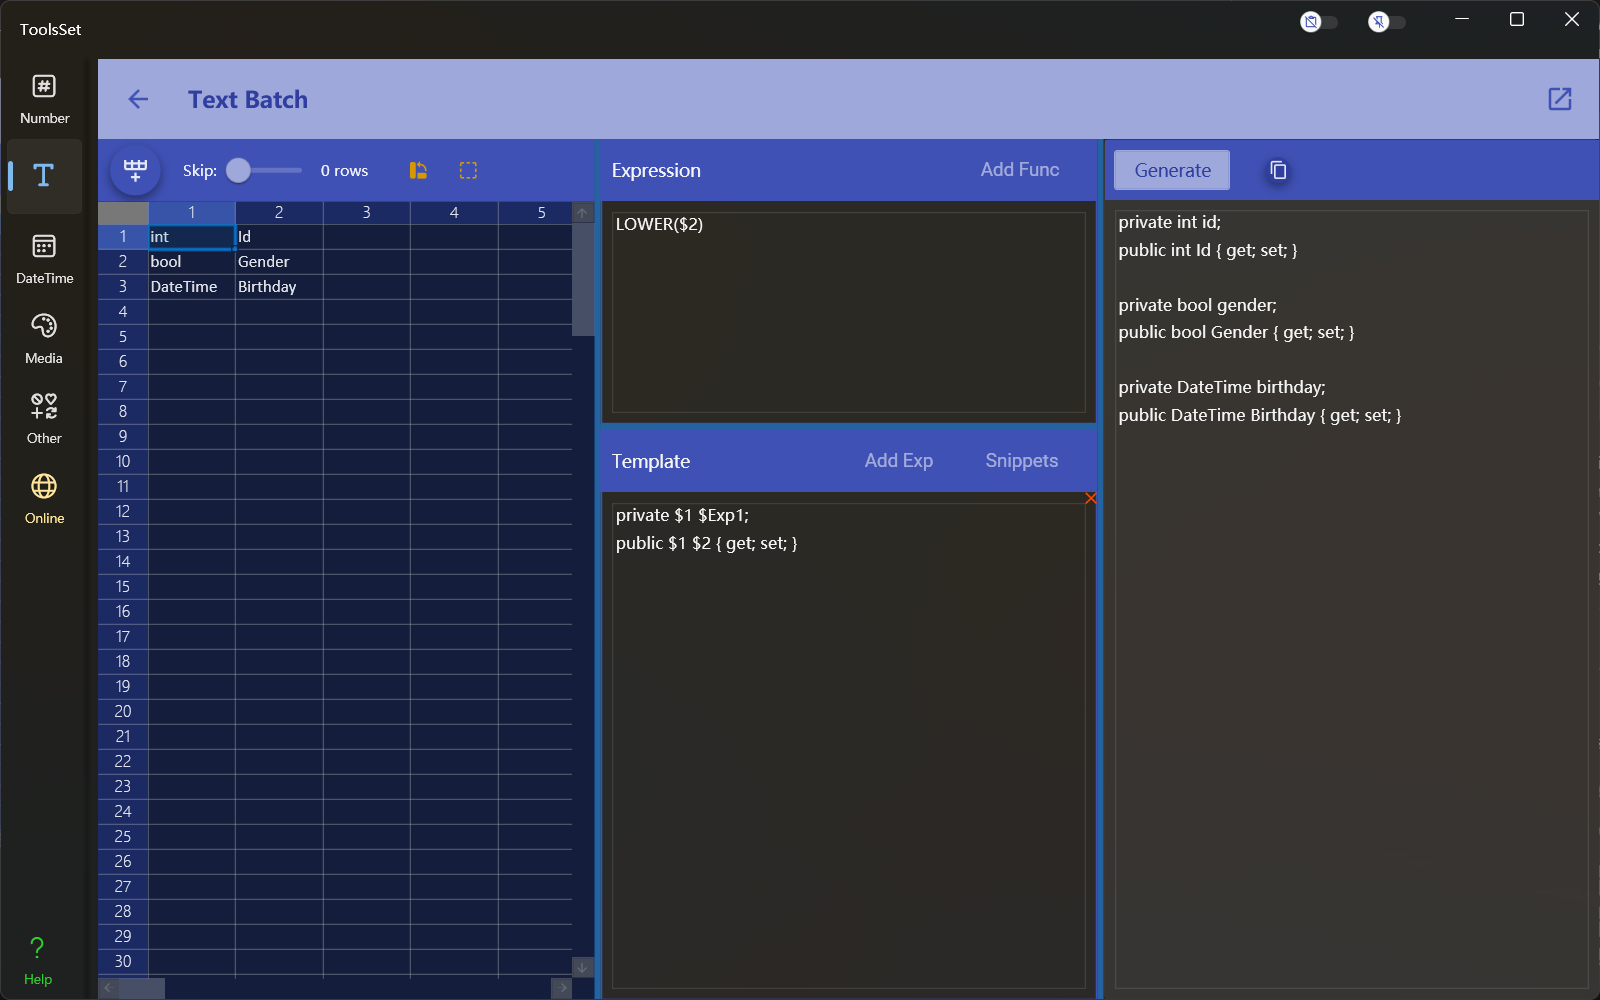 ToolsSet
Number
DateTime
Media
Other
Online
Help
Text Batch
Skip: 0 rows
1 2 3 4 5
1 int Id
2 bool Gender
3 DateTime Birthday
4
5
6
7
8
9
10
11
12
13
14
15
16
17
18
19
20
21
22
23
24
25
26
27
28
29
30
Expression Add Func
LOWER($2)
Template Add Exp Snippets
private $1 $Exp1;
public $1 $2 { get; set; }
Generate
private int id;
public int Id { get; set; }
private bool gender;
public bool Gender { get; set; }
private DateTime birthday;
public DateTime Birthday { get; set; }